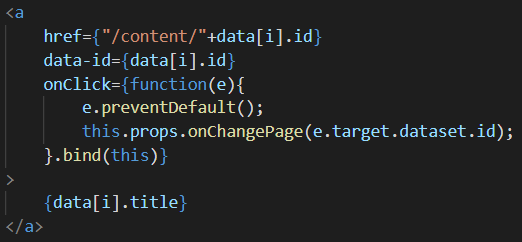 <a
href={"/content/"+data[i].id}
data-id={data[i].id}
onClick={function(e){
e.preventDefault();
this.props.onChangePage(e.target.dataset.id);
}.bind(this)}
>
{data[i].title}
</a>